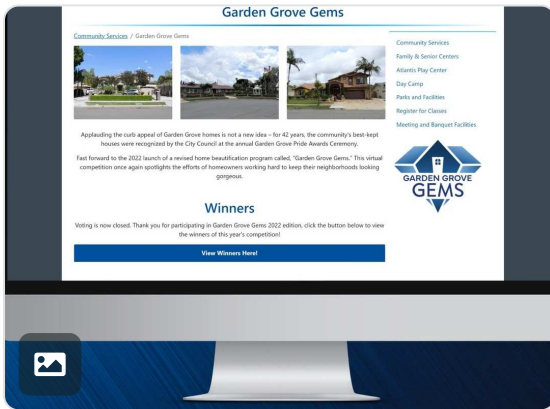 Garden Grove Gems
Community Services / Garden Grove Gems
Applauding the curb appeal of Garden Grove homes is not a new idea – for 42 years, the community's best-kept
houses were recognized by the City Council at the annual Garden Grove Pride Awards Ceremony.
Fast forward to the 2022 launch of a revised home beautification program called, "Garden Grove Gems." This virtual
competition once again spotlights the efforts of homeowners working hard to keep their neighborhoods looking
gorgeous.
Winners
Voting is now closed. Thank you for participating in Garden Grove Gems 2022 edition, click the button below to view
the winners of this year's competition!
View Winners Here!
Community Services
Family & Senior Centers
Atlantis Play Center
Day Camp
Parks and Facilities
Register for Classes
Meeting and Banquet Facilities
GARDEN GROVE
GEMS